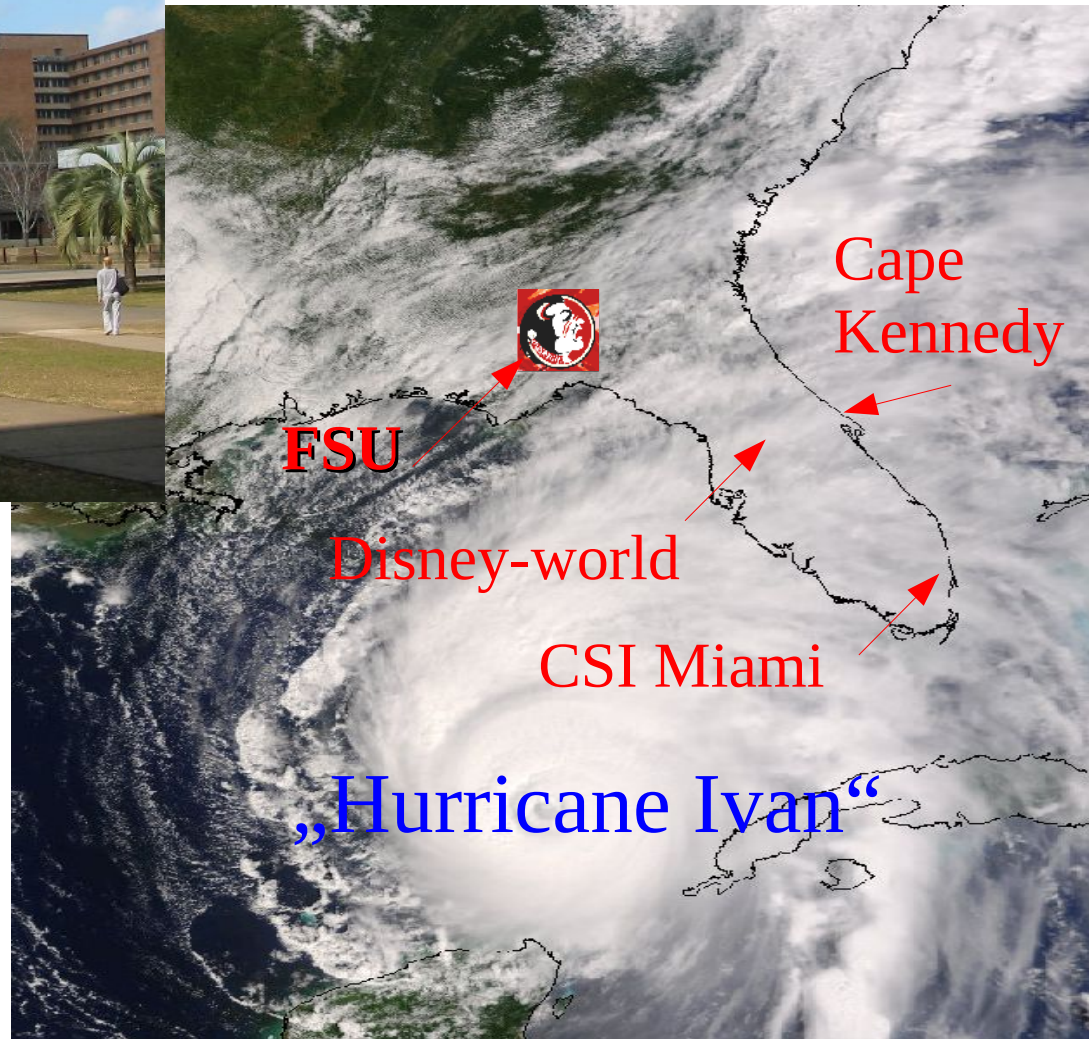 Cape
Kennedy
FSU
Disney-world
CSI Miami
„Hurricane Ivan“